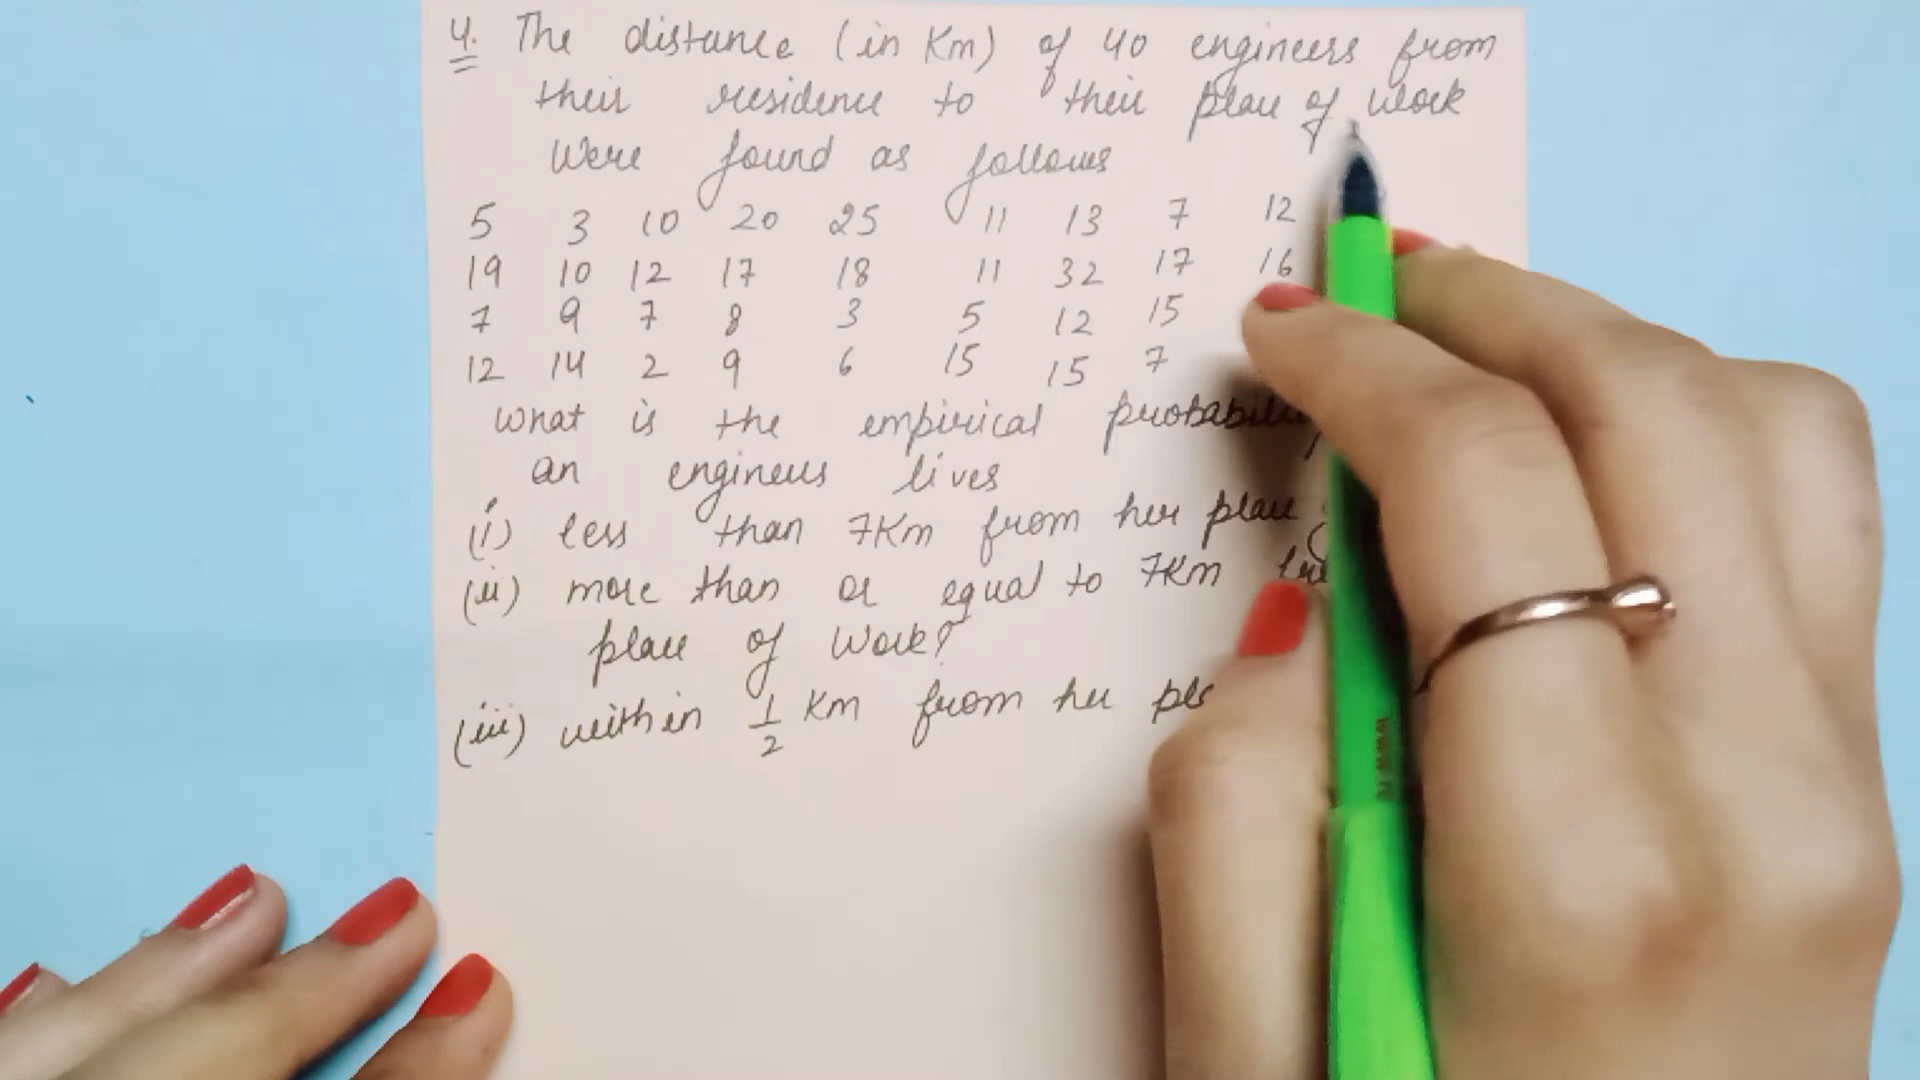 4. The distance (in Km) of 40 engineers from
their residence to their place of work
were found as follows
5 3 10 20 25 11 13 7 12
19 10 12 17 18 11 32 17 16
7 9 7 8 3 5 12 15
12 14 2 9 6 15 15 7
what is the empirical
an engineers lives
(i) less than 7Km from her place
(ii) more than or equal to 7Km
place of Work?
(iii) within 1/2 Km from her